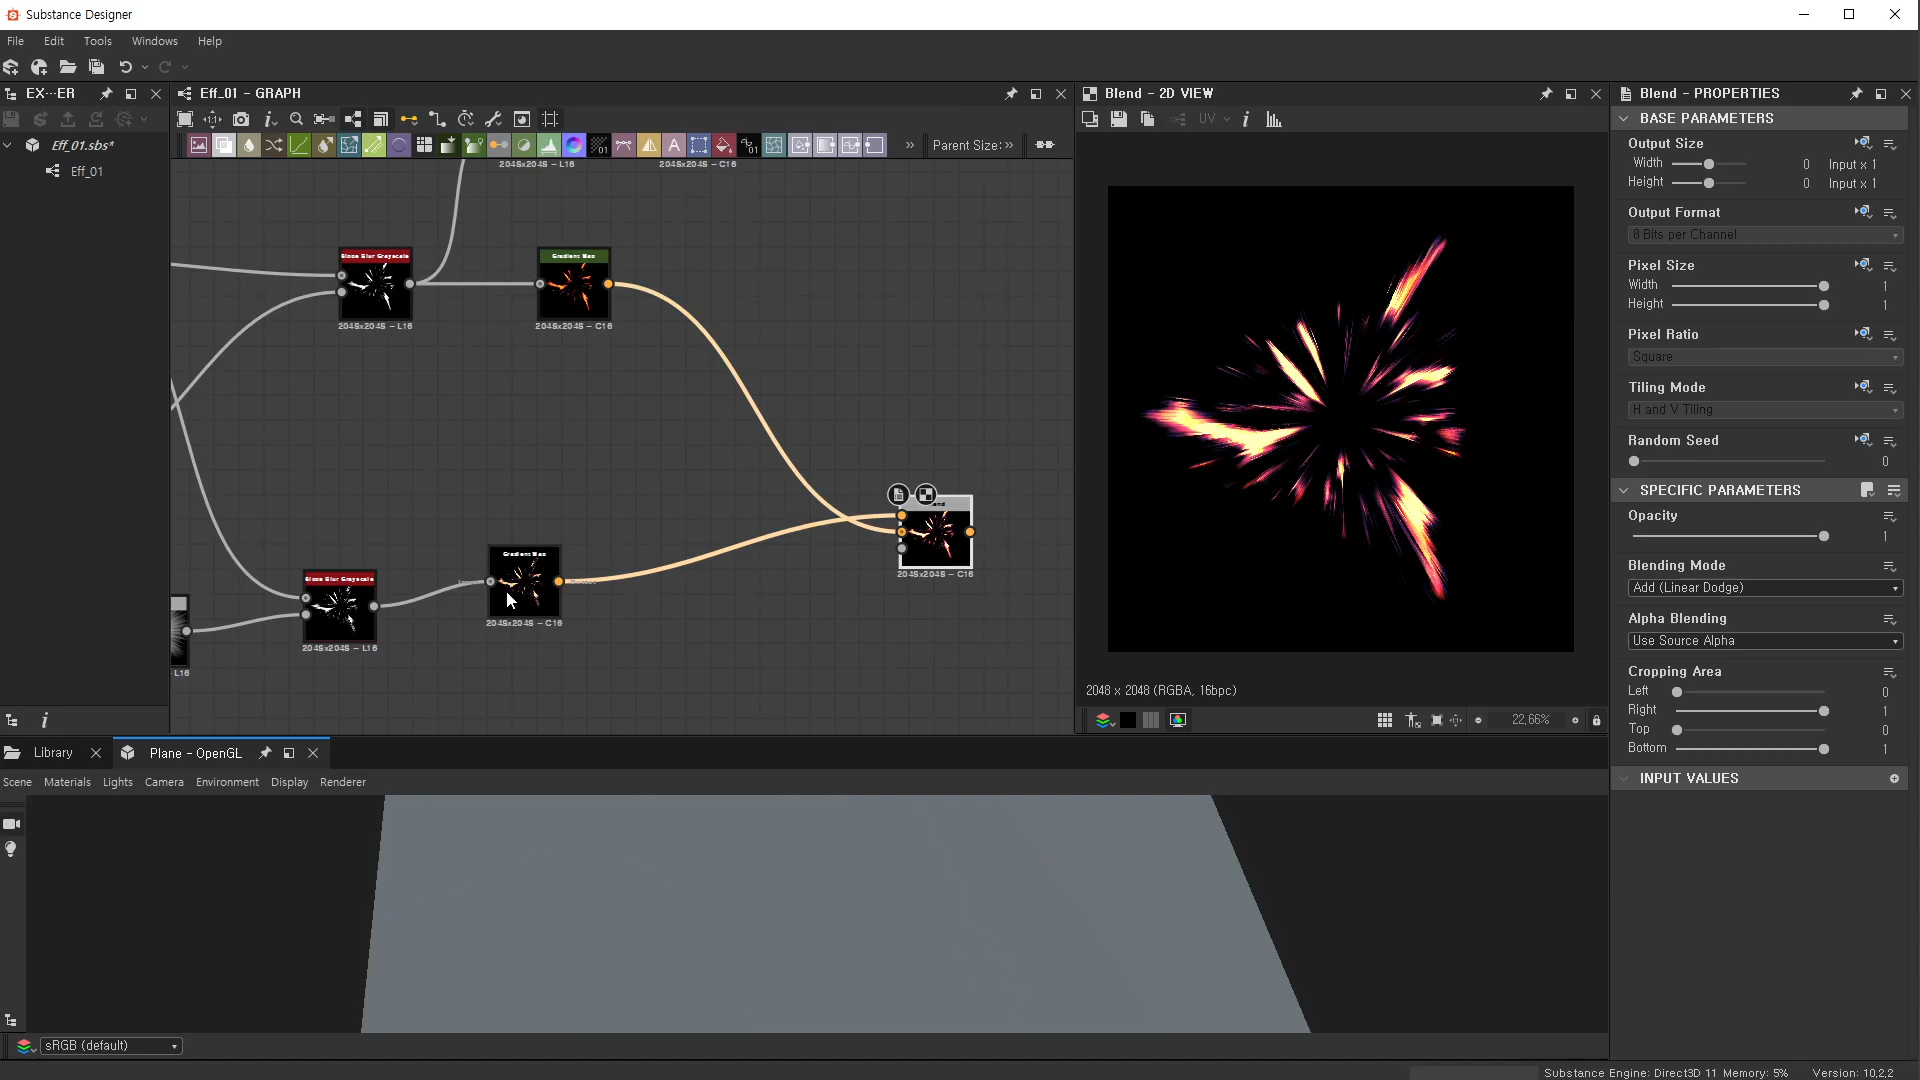 Substance Designer
File Edit Tools Windows Help
EX···ER
Eff_01 - GRAPH
Blend - 2D VIEW
Blend - PROPERTIES
Parent Size:
UV
Eff_01.sbs*
Eff_01
2048x2048 - L16
2048x2048 - C16
Gradient Map
2048x2048 - L16
2048x2048 - C16
Gradient Map
2048x2048 - C16
2048x2048 - L16
L16
2048x2048 - C16
2048 x 2048 (RGBA, 16bpc)
22,66%
BASE PARAMETERS
Output Size
Width 0 Input x 1
Height 0 Input x 1
Output Format
8 Bits per Channel
Pixel Size
Width 1
Height 1
Pixel Ratio
Square
Tiling Mode
H and V Tiling
Random Seed
0
SPECIFIC PARAMETERS
Opacity
1
Blending Mode
Add (Linear Dodge)
Alpha Blending
Use Source Alpha
Cropping Area
Left 0
Right 1
Top 0
Bottom 1
INPUT VALUES
Library
Plane - OpenGL
Scene Materials Lights Camera Environment Display Renderer
sRGB (default)
Substance Engine: Direct3D 11 Memory: 5% Version: 10,2,2